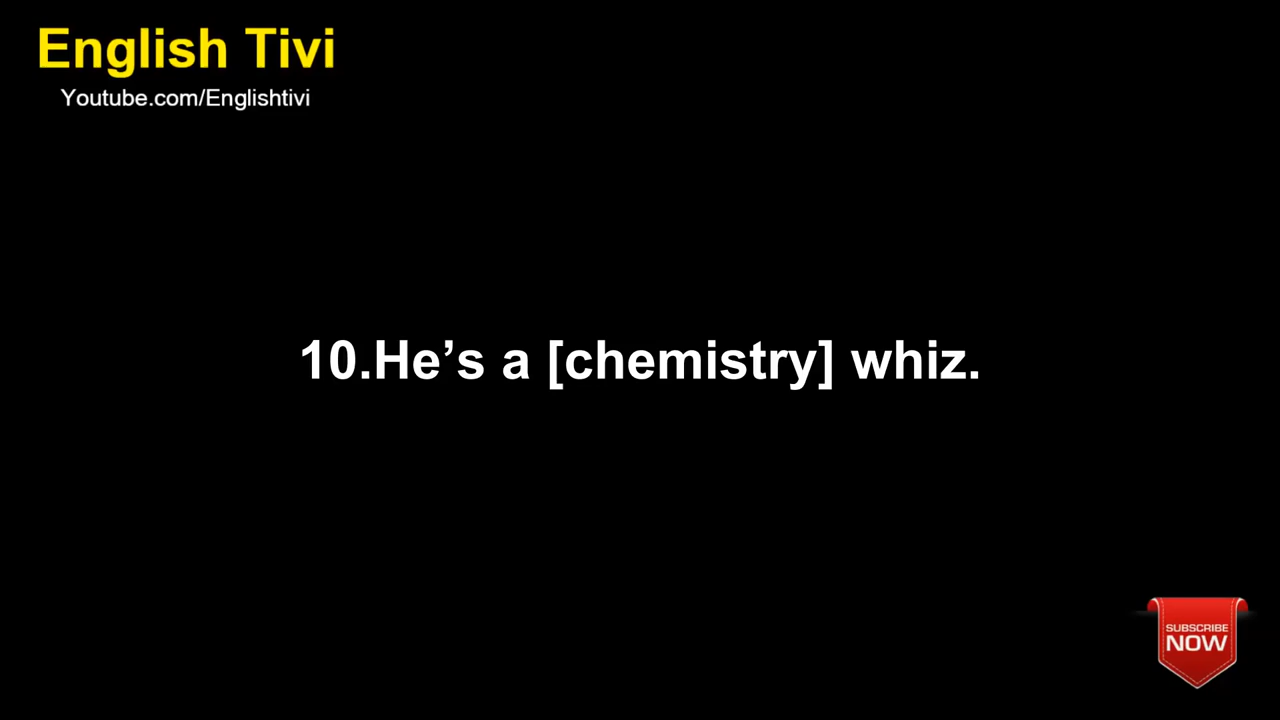 English Tivi
Youtube.com/Englishtivi
10.He’s a [chemistry] whiz.
SUBSCRIBE
NOW